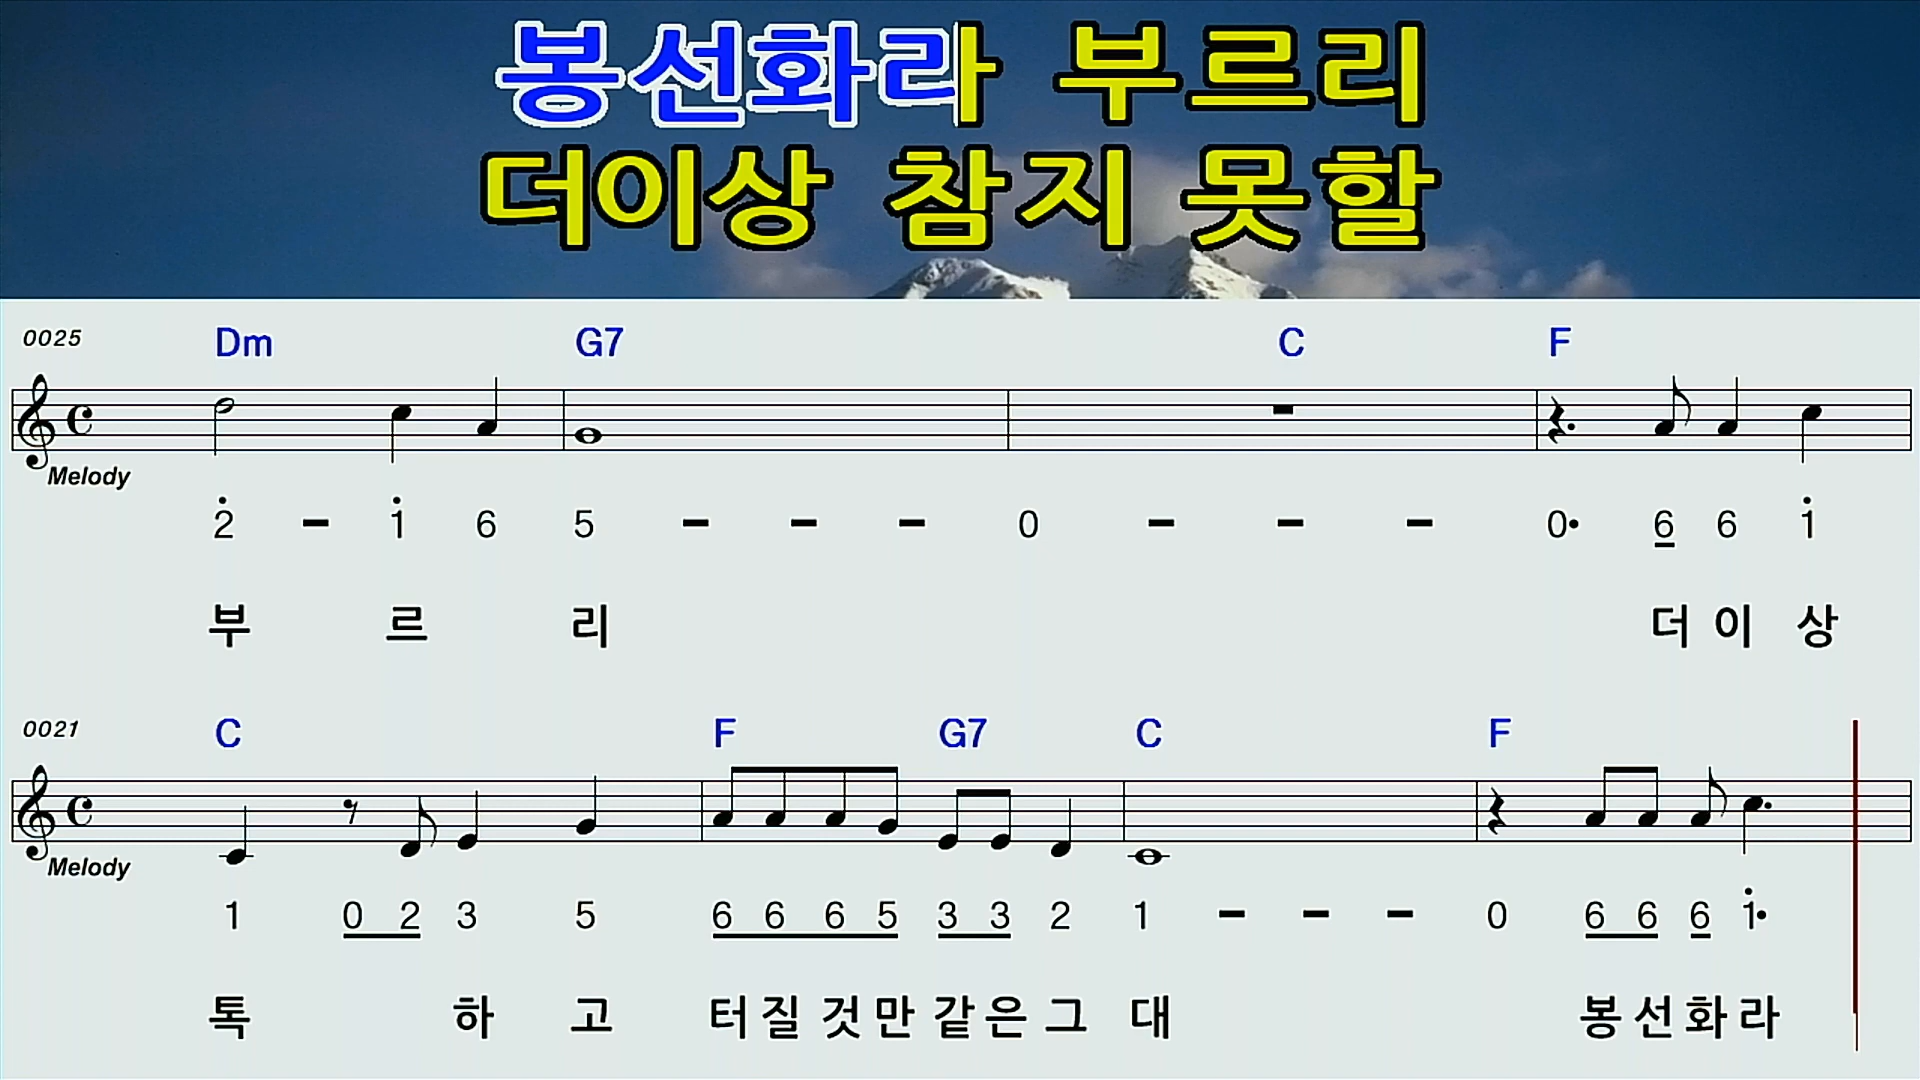 봉선화라 부르리
더이상 참지 못할
0025 Dm G7 C F
Melody
2 - 1 6 5 - - - 0 - - - 0• 6 6 1
부 르 리 더 이 상
0021 C F G7 C F
Melody
1 0 2 3 5 6 6 6 5 3 3 2 1 - - - 0 6 6 6 1•
톡 하 고 터 질 것 만 같 은 그 대 봉 선 화 라